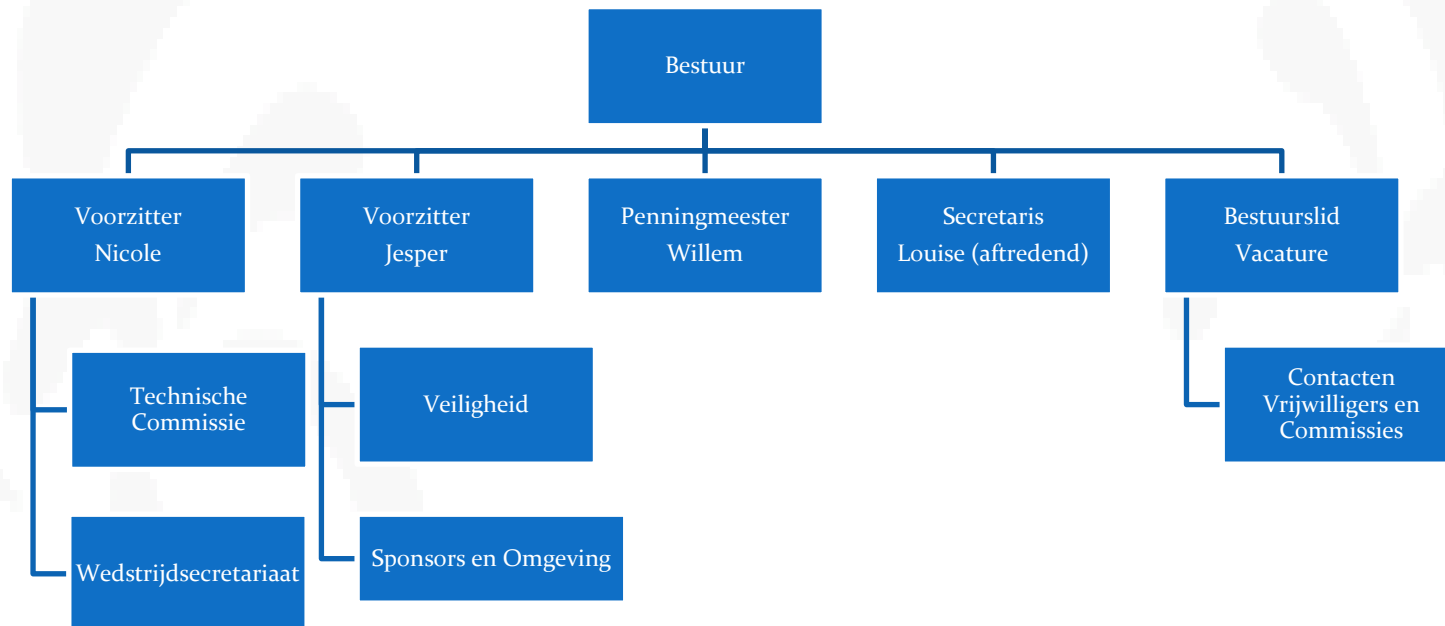 Bestuur
Voorzitter
Nicole
Voorzitter
Jesper
Penningmeester
Willem
Secretaris
Louise (aftredend)
Bestuurslid
Vacature
Technische
Commissie
Wedstrijdsecretariaat
Veiligheid
Sponsors en Omgeving
Contacten
Vrijwilligers en
Commissies